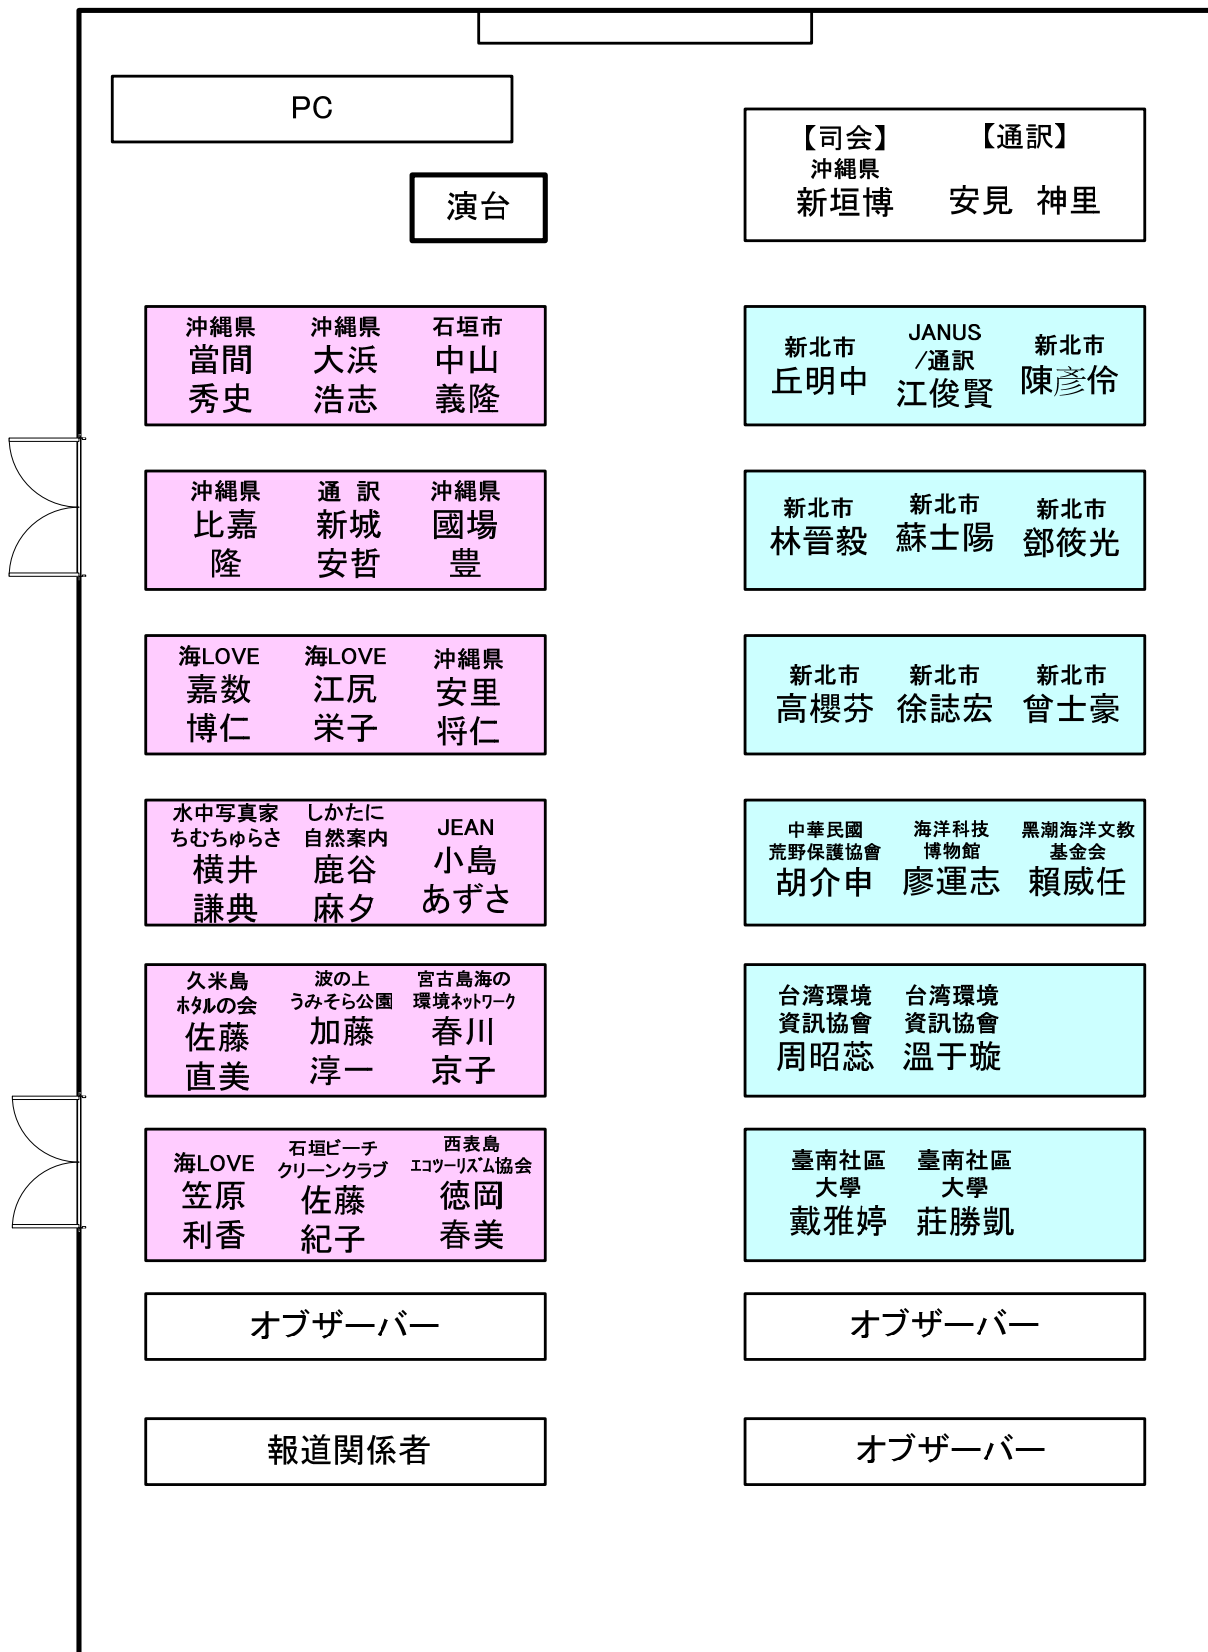 PC
【司会】 【通訳】
沖縄県
新垣博 安見 神里
演台
沖縄県 沖縄県 石垣市
當間 大浜 中山
秀史 浩志 義隆
新北市 JANUS 新北市
/通訳
丘明中 江俊賢 陳彥伶
沖縄県 通 訳 沖縄県
比嘉 新城 國場
隆 安哲 豊
新北市 新北市 新北市
林晉毅 蘇士陽 鄧筱光
海LOVE 海LOVE 沖縄県
嘉数 江尻 安里
博仁 栄子 将仁
新北市 新北市 新北市
高櫻芬 徐誌宏 曾士豪
水中写真家 しかたに JEAN
ちむちゅらさ 自然案内
横井 鹿谷 小島
謙典 麻夕 あずさ
中華民國 海洋科技 黑潮海洋文教
荒野保護協會 博物館 基金会
胡介申 廖運志 賴威任
久米島 波の上 宮古島海の
ホタルの会 うみそら公園 環境ネットワーク
佐藤 加藤 春川
直美 淳一 京子
台湾環境 台湾環境
資訊協會 資訊協會
周昭蕊 溫于璇
海LOVE 石垣ビーチ 西表島
クリーンクラブ エコツーリズム協会
笠原 佐藤 徳岡
利香 紀子 春美
臺南社區 臺南社區
大學 大學
戴雅婷 莊勝凱
オブザーバー オブザーバー
報道関係者 オブザーバー